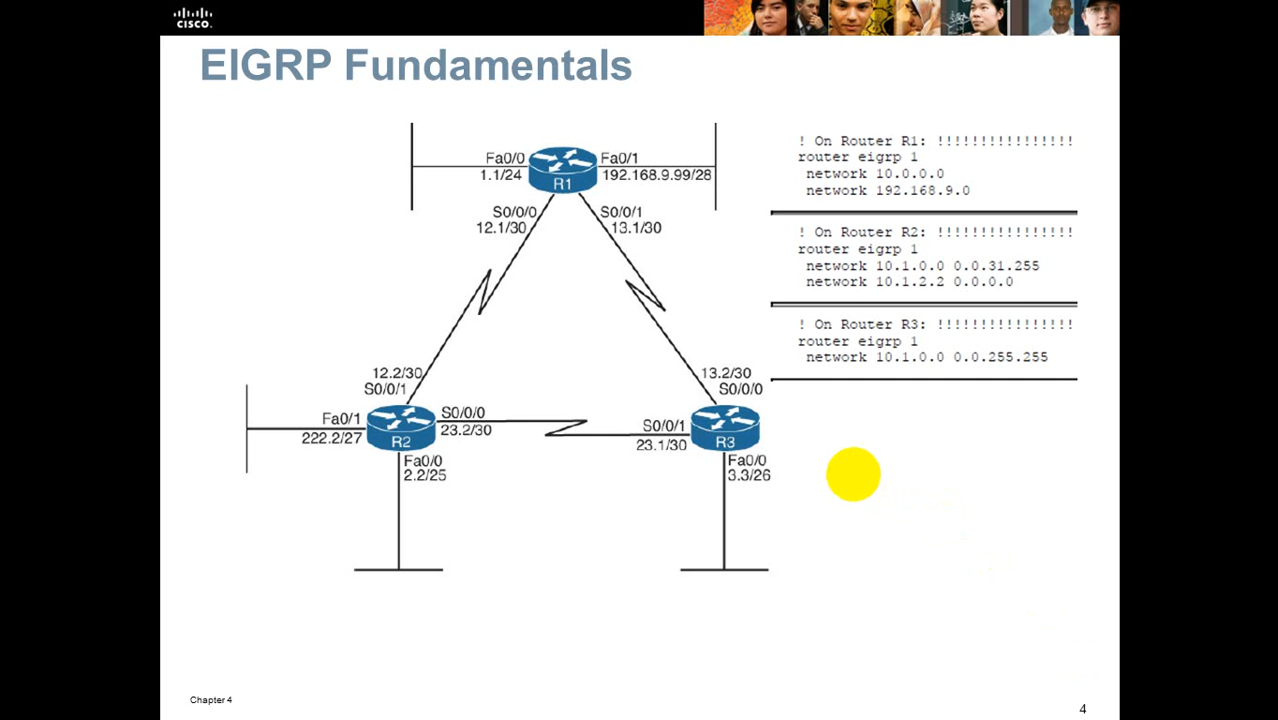 CISCO.
EIGRP Fundamentals
Fa0/0
1.1/24
Fa0/1
192.168.9.99/28
R1
S0/0/0
12.1/30
S0/0/1
13.1/30
12.2/30
S0/0/1
13.2/30
S0/0/0
Fa0/1
222.2/27
R2
S0/0/0
23.2/30
S0/0/1
23.1/30
R3
Fa0/0
2.2/25
Fa0/0
3.3/26
! On Router R1: !!!!!!!!!!!!!!!!
router eigrp 1
network 10.0.0.0
network 192.168.9.0
! On Router R2: !!!!!!!!!!!!!!!!
router eigrp 1
network 10.1.0.0 0.0.31.255
network 10.1.2.2 0.0.0.0
! On Router R3: !!!!!!!!!!!!!!!!
router eigrp 1
network 10.1.0.0 0.0.255.255
Chapter 4
4